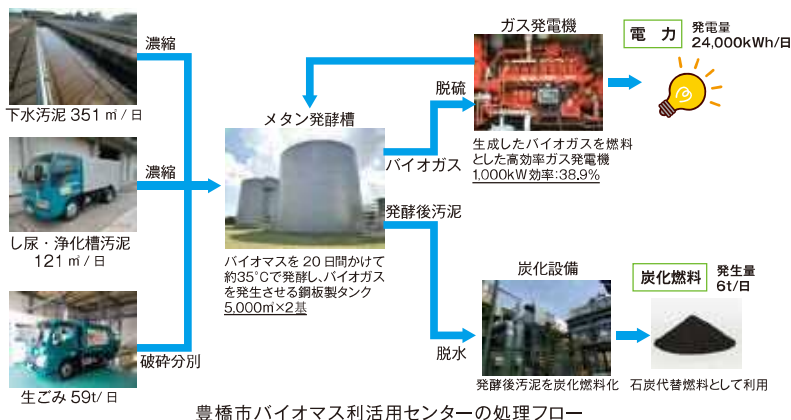 下水汚泥 351㎥/日
濃縮
し尿・浄化槽汚泥
121㎥/日
濃縮
生ごみ 59t/日
破砕分別
メタン発酵槽
バイオマスを20日間かけて
約35℃で発酵し、バイオガス
を発生させる鋼板製タンク
5,000㎥×2基
バイオガス
脱硫
ガス発電機
生成したバイオガスを燃料
とした高効率ガス発電機
1,000kW 効率:38.9%
電 力
発電量
24,000kWh/日
発酵後汚泥
脱水
炭化設備
発酵後汚泥を炭化燃料化
炭化燃料
発生量
6t/日
石炭代替燃料として利用
豊橋市バイオマス利活用センターの処理フロー